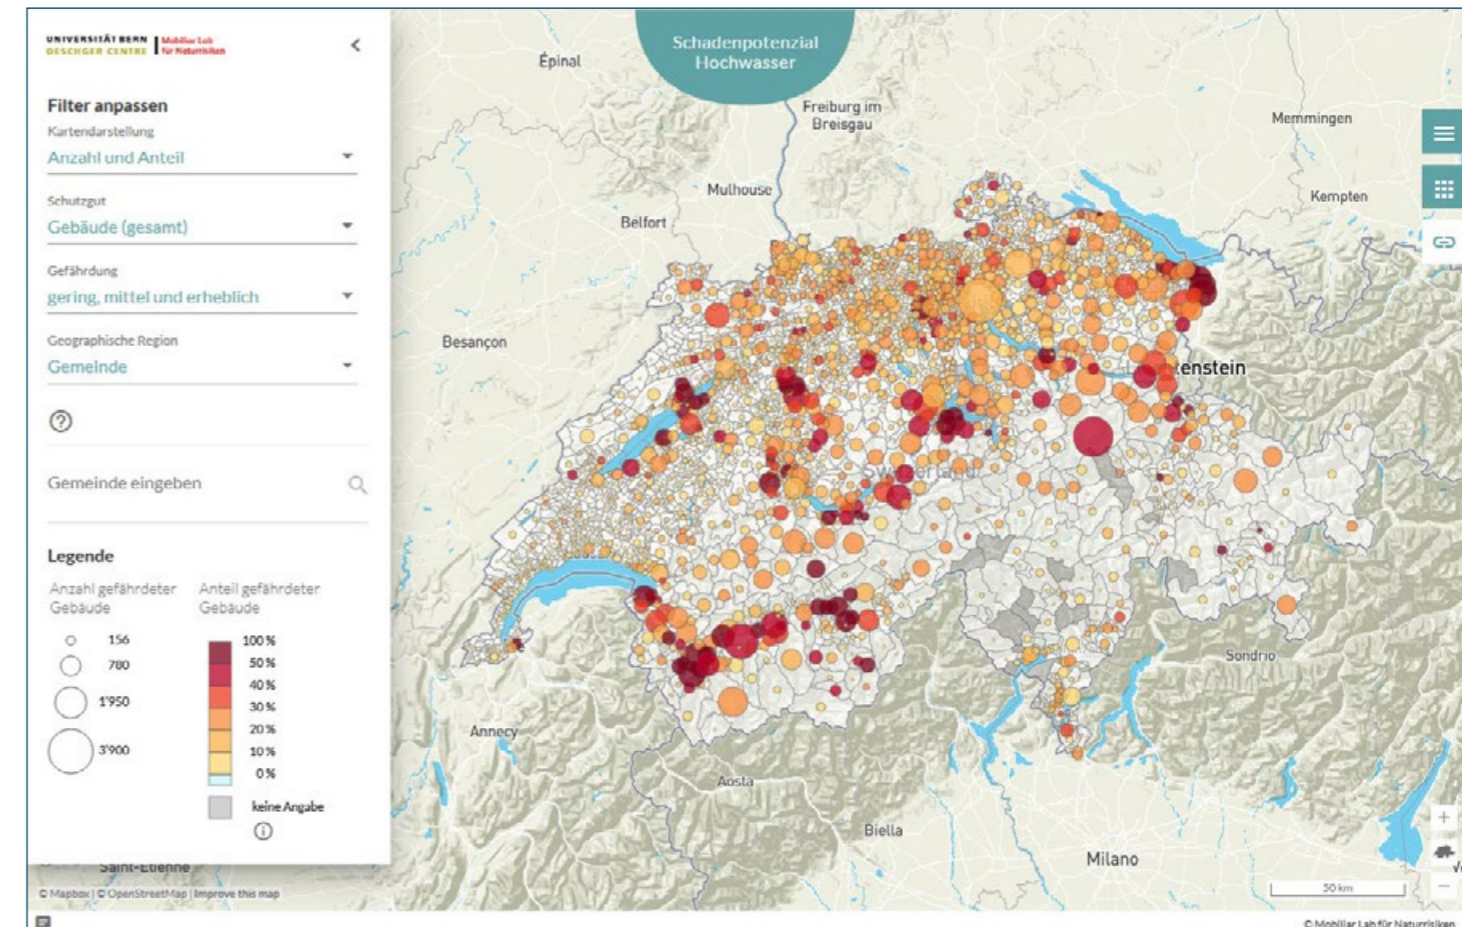 UNIVERSITÄT BERN
OESCHGER CENTRE
Mobiliar Lab
für Naturrisiken
Filter anpassen
Kartendarstellung
Anzahl und Anteil
Schutzgut
Gebäude (gesamt)
Gefährdung
gering, mittel und erheblich
Geographische Region
Gemeinde
Gemeinde eingeben
Legende
Anzahl gefährdeter
Gebäude
156
780
1'950
3'900
Anteil gefährdeter
Gebäude
100 %
50 %
40 %
30 %
20 %
10 %
0 %
keine Angabe
Schadenpotenzial
Hochwasser
Épinal
Freiburg im
Breisgau
Memmingen
Mulhouse
Kempten
Belfort
Besançon
tenstein
Switzerland
Sondrio
Annecy
Aosta
Biella
Milano
Saint-Étienne
50 km
© Mapbox | © OpenStreetMap | Improve this map
© Mobiliar Lab für Naturrisiken